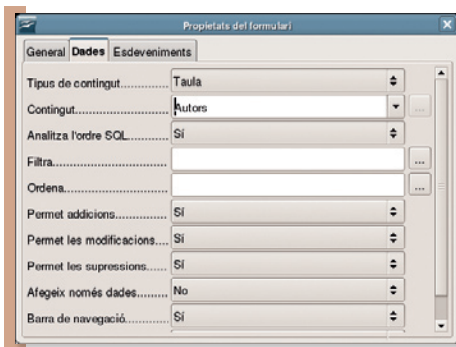 Propietats del formulari
General Dades Esdeveniments
Tipus de contingut............. Taula
Contingut.......................... Autors ...
Analitza l'ordre SQL........... Sí
Filtra................................... ...
Ordena............................... ...
Permet addicions............... Sí
Permet les modificacions.... Sí
Permet les supressions...... Sí
Afegeix només dades......... No
Barra de navegació............ Sí